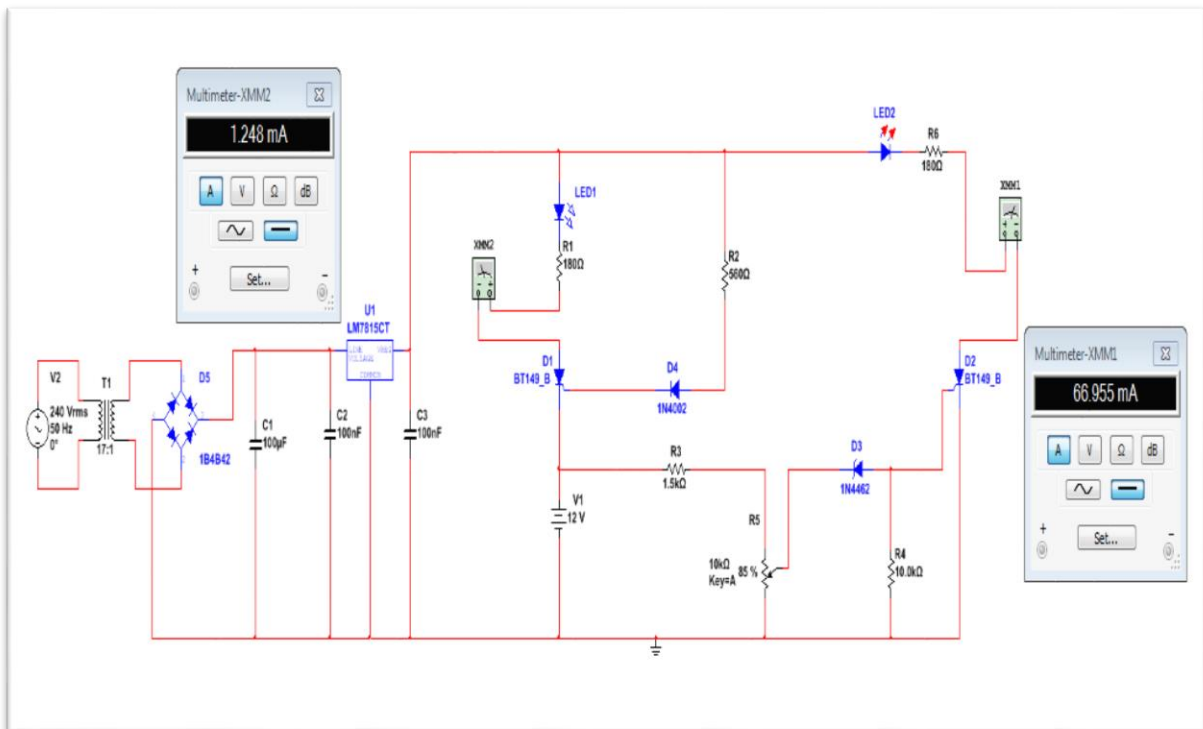 Multimeter-XMM2
1.248 mA
A V Ω dB
+ Set... -
LED2
R6
180Ω
XMM1
LED1
XMM2
R1
180Ω
R2
560Ω
U1
LM7815CT
D1
BT149_B
D4
1N4002
D2
BT149_B
Multimeter-XMM1
66.955 mA
A V Ω dB
+ Set... -
V2
240 Vrms
50 Hz
0°
T1
17:1
D5
1B4B42
C1
100µF
C2
100nF
C3
100nF
R3
1.5kΩ
D3
1N4462
V1
12 V
R5
10kΩ
Key=A
85 %
R4
10.0kΩ